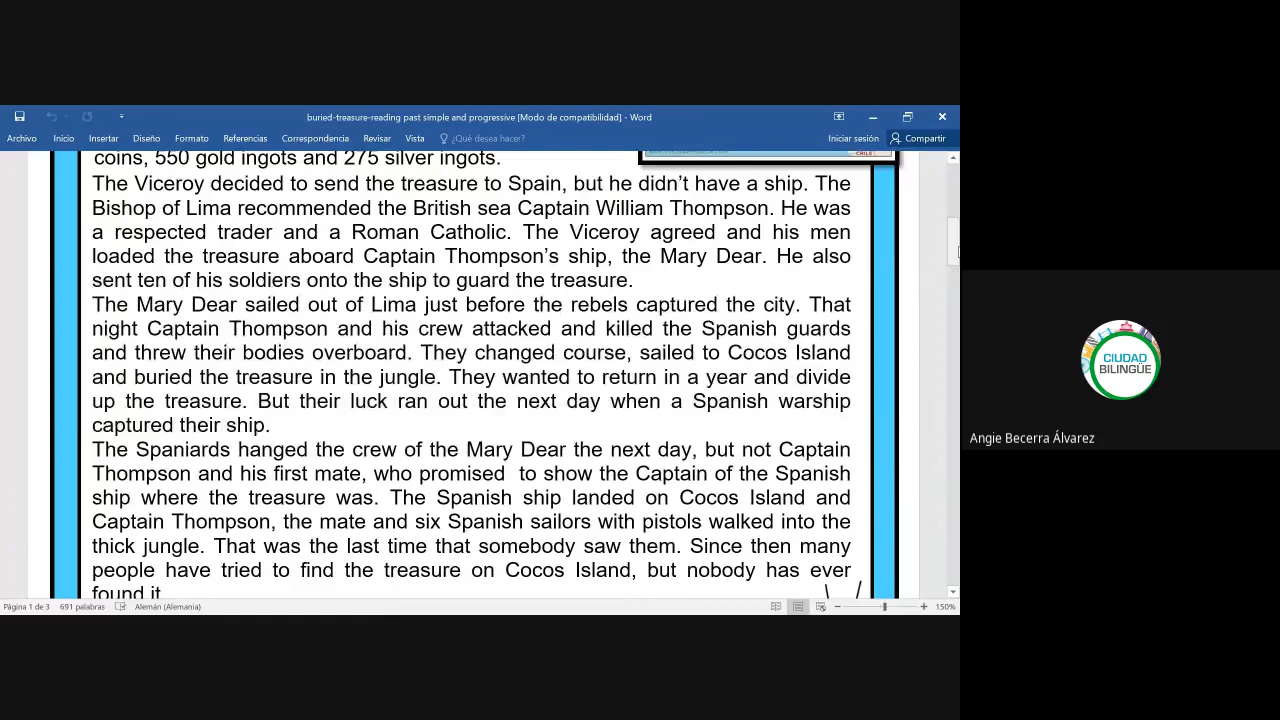 buried-treasure-reading past simple and progressive [Modo de compatibilidad] - Word
Archivo Inicio Insertar Diseño Formato Referencias Correspondencia Revisar Vista ¿Qué desea hacer? Iniciar sesión Compartir
coins, 550 gold ingots and 275 silver ingots.
CHILE
The Viceroy decided to send the treasure to Spain, but he didn't have a ship. The
Bishop of Lima recommended the British sea Captain William Thompson. He was
a respected trader and a Roman Catholic. The Viceroy agreed and his men
loaded the treasure aboard Captain Thompson's ship, the Mary Dear. He also
sent ten of his soldiers onto the ship to guard the treasure.
The Mary Dear sailed out of Lima just before the rebels captured the city. That
night Captain Thompson and his crew attacked and killed the Spanish guards
and threw their bodies overboard. They changed course, sailed to Cocos Island
and buried the treasure in the jungle. They wanted to return in a year and divide
up the treasure. But their luck ran out the next day when a Spanish warship
captured their ship.
The Spaniards hanged the crew of the Mary Dear the next day, but not Captain
Thompson and his first mate, who promised to show the Captain of the Spanish
ship where the treasure was. The Spanish ship landed on Cocos Island and
Captain Thompson, the mate and six Spanish sailors with pistols walked into the
thick jungle. That was the last time that somebody saw them. Since then many
people have tried to find the treasure on Cocos Island, but nobody has ever
found it
Página 1 de 3 691 palabras Alemán (Alemania) 150%
CIUDAD
BILINGÜE
Angie Becerra Álvarez